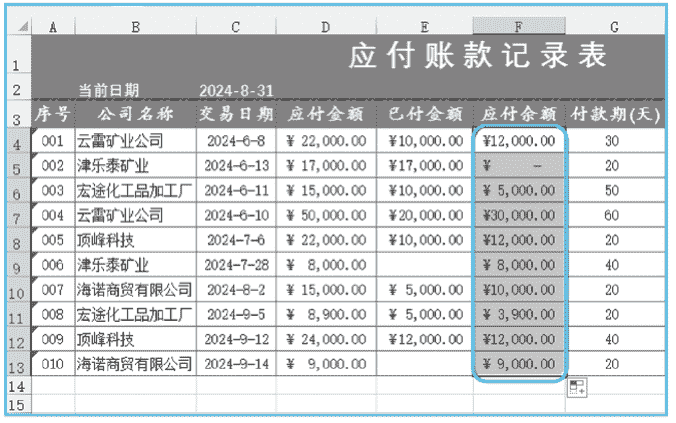 A B C D E F G
1 应付账款记录表
2 当前日期 2024-8-31
3 序号 公司名称 交易日期 应付金额 已付金额 应付余额 付款期(天)
4 001 云雷矿业公司 2024-6-8 ¥ 22,000.00 ¥10,000.00 ¥12,000.00 30
5 002 津乐泰矿业 2024-6-13 ¥ 17,000.00 ¥17,000.00 ¥ - 20
6 003 宏途化工品加工厂 2024-6-11 ¥ 15,000.00 ¥10,000.00 ¥ 5,000.00 50
7 004 云雷矿业公司 2024-6-10 ¥ 50,000.00 ¥20,000.00 ¥30,000.00 60
8 005 顶峰科技 2024-7-6 ¥ 22,000.00 ¥10,000.00 ¥12,000.00 20
9 006 津乐泰矿业 2024-7-28 ¥ 8,000.00 ¥ 8,000.00 40
10 007 海诺商贸有限公司 2024-8-2 ¥ 15,000.00 ¥ 5,000.00 ¥10,000.00 20
11 008 宏途化工品加工厂 2024-9-5 ¥ 8,900.00 ¥ 5,000.00 ¥ 3,900.00 20
12 009 顶峰科技 2024-9-12 ¥ 24,000.00 ¥12,000.00 ¥12,000.00 40
13 010 海诺商贸有限公司 2024-9-14 ¥ 9,000.00 ¥ 9,000.00 20
14
15